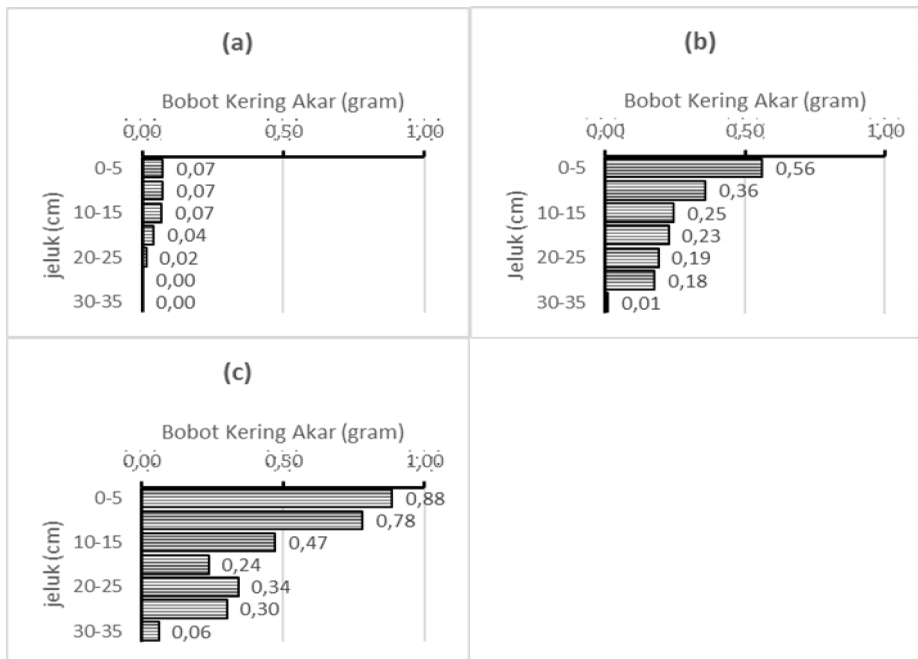 (a)
Bobot Kering Akar (gram)
0,00 0,50 1,00
jeluk (cm)
0-5 0,07
0,07
10-15 0,07
0,04
20-25 0,02
0,00
30-35 0,00
(b)
Bobot Kering Akar (gram)
0,00 0,50 1,00
Jeluk (cm)
0-5 0,56
0,36
10-15 0,25
0,23
20-25 0,19
0,18
30-35 0,01
(c)
Bobot Kering Akar (gram)
0,00 0,50 1,00
jeluk (cm)
0-5 0,88
0,78
10-15 0,47
0,24
20-25 0,34
0,30
30-35 0,06